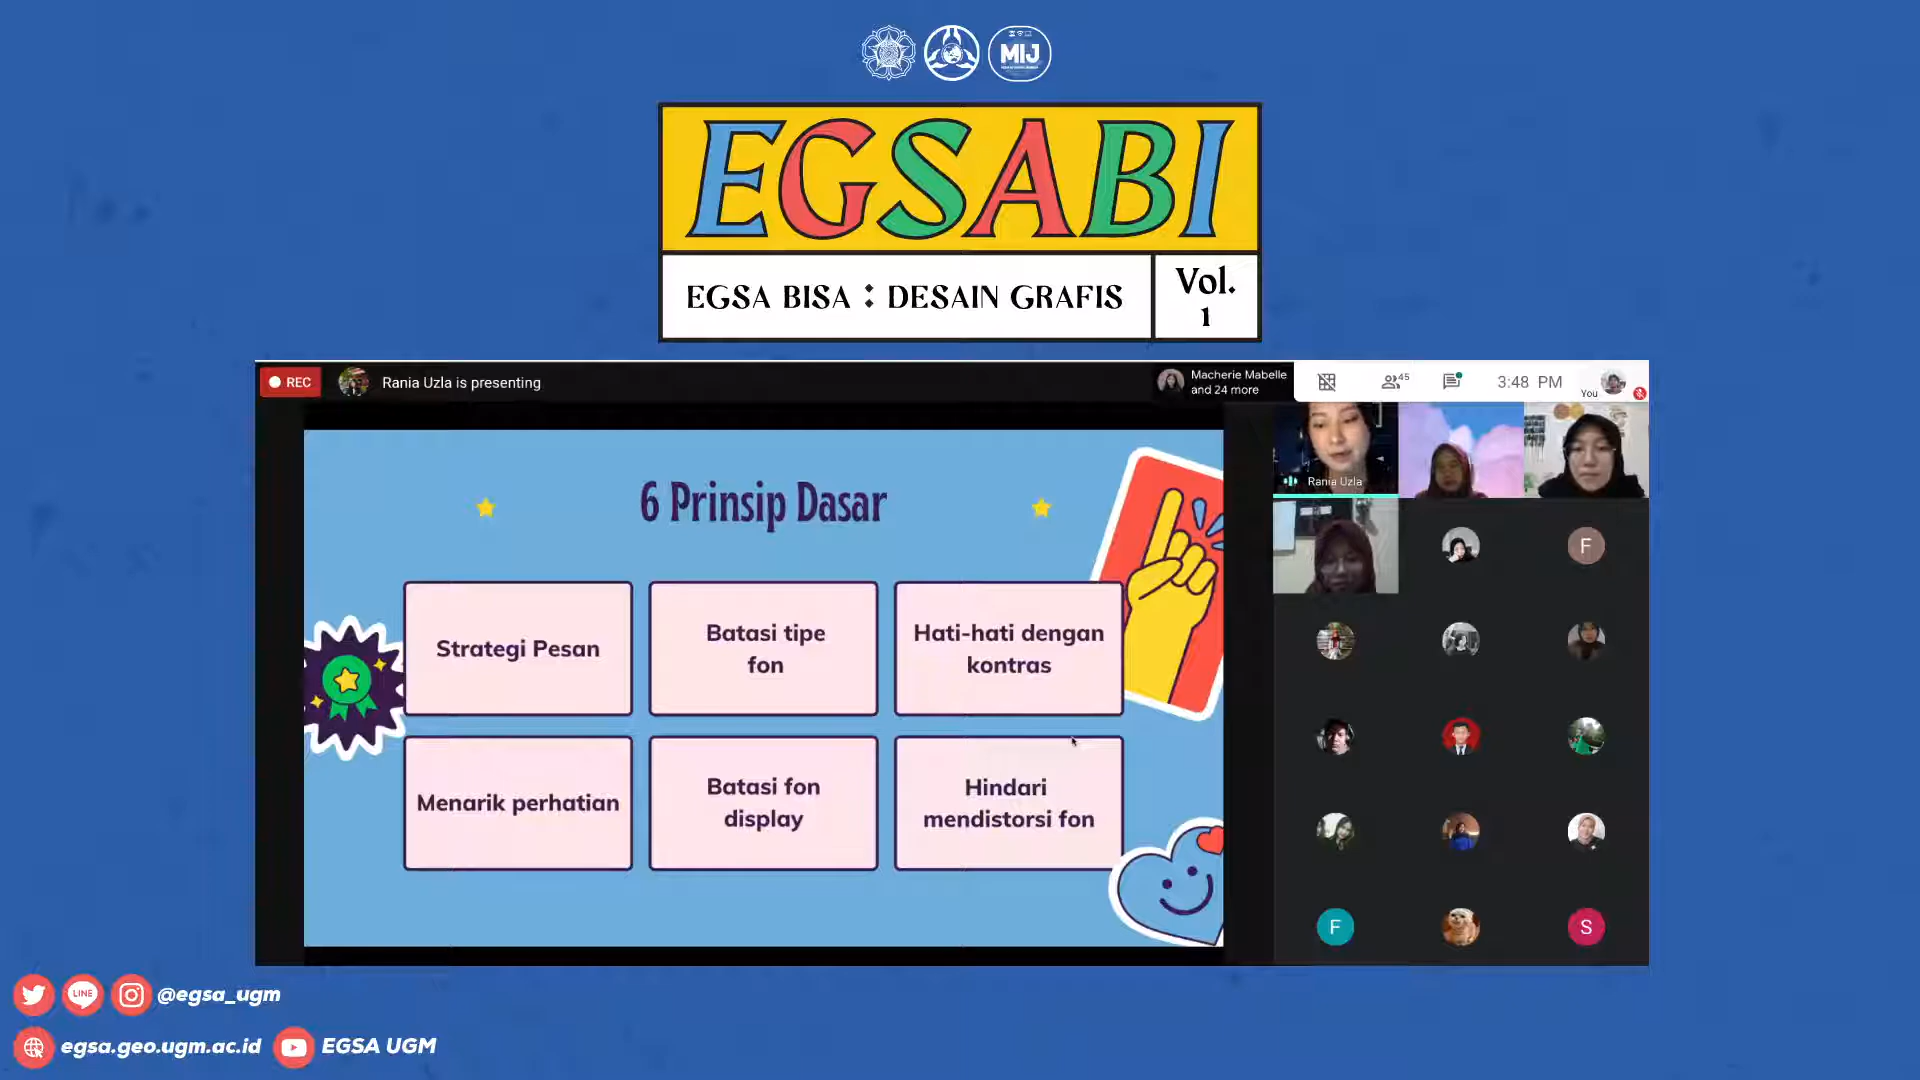 MIJ
EGSABI
EGSA BISA : DESAIN GRAFIS
Vol.
1
REC
Rania Uzla is presenting
Macherie Mabelle
and 24 more
45
3:48 PM
You
6 Prinsip Dasar
Strategi Pesan
Batasi tipe
fon
Hati-hati dengan
kontras
Menarik perhatian
Batasi fon
display
Hindari
mendistorsi fon
Rania Uzla
F
F
S
LINE
@egsa_ugm
egsa.geo.ugm.ac.id
EGSA UGM